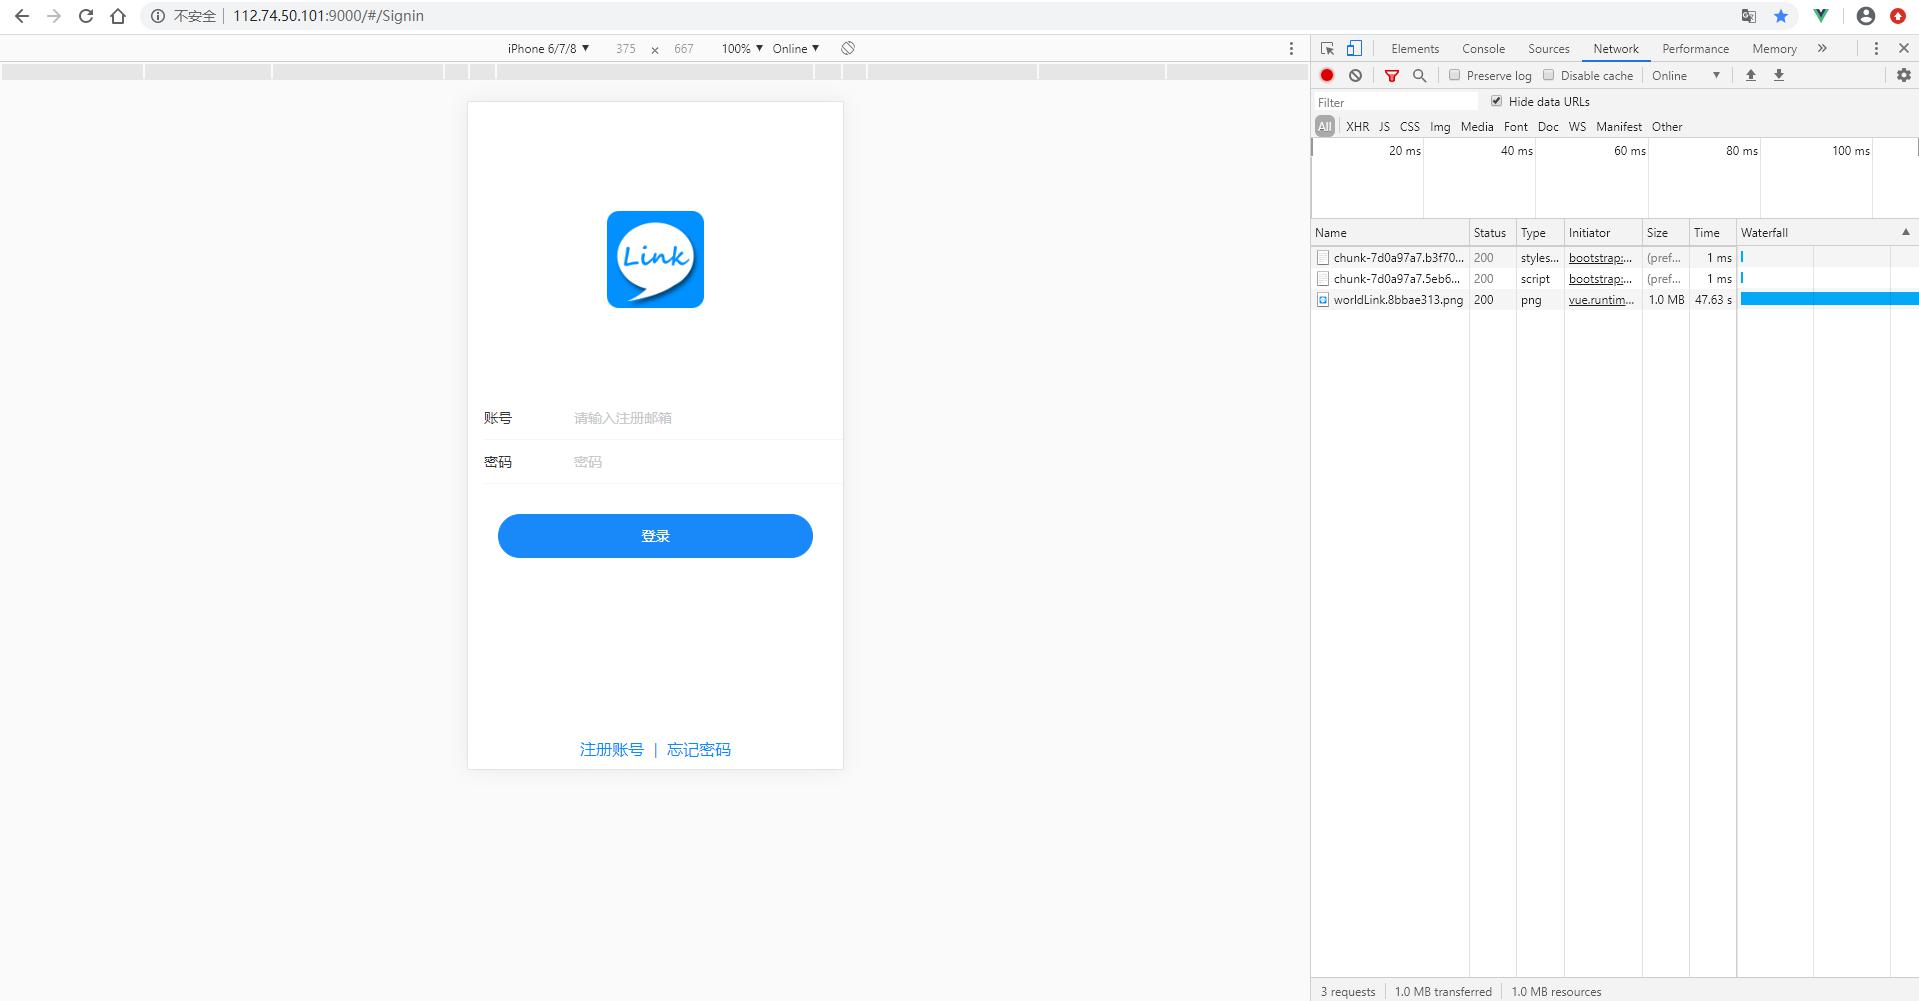 不安全 112.74.50.101:9000/#/Signin
iPhone 6/7/8 375 × 667 100% Online
Elements Console Sources Network Performance Memory
Preserve log Disable cache Online
Filter Hide data URLs
All XHR JS CSS Img Media Font Doc WS Manifest Other
20 ms 40 ms 60 ms 80 ms 100 ms
Name Status Type Initiator Size Time Waterfall
chunk-7d0a97a7.b3f70... 200 styles... bootstrap:... (pref... 1 ms
chunk-7d0a97a7.5eb6... 200 script bootstrap:... (pref... 1 ms
worldLink.8bbae313.png 200 png vue.runtim... 1.0 MB 47.63 s
Link
账号 请输入注册邮箱
密码 密码
登录
注册账号 | 忘记密码
3 requests 1.0 MB transferred 1.0 MB resources